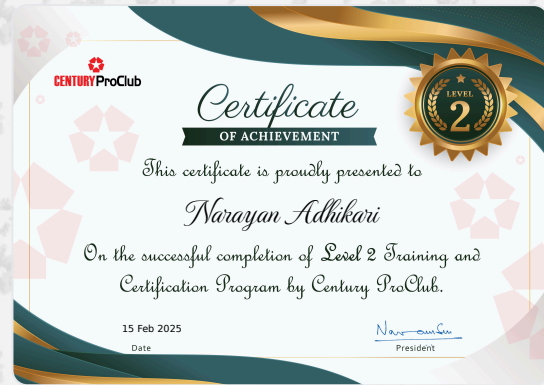 CENTURY ProClub
LEVEL
2
Certificate
OF ACHIEVEMENT
This certificate is proudly presented to
Narayan Adhikari
On the successful completion of Level 2 Training and
Certification Program by Century ProClub.
15 Feb 2025
Date
President